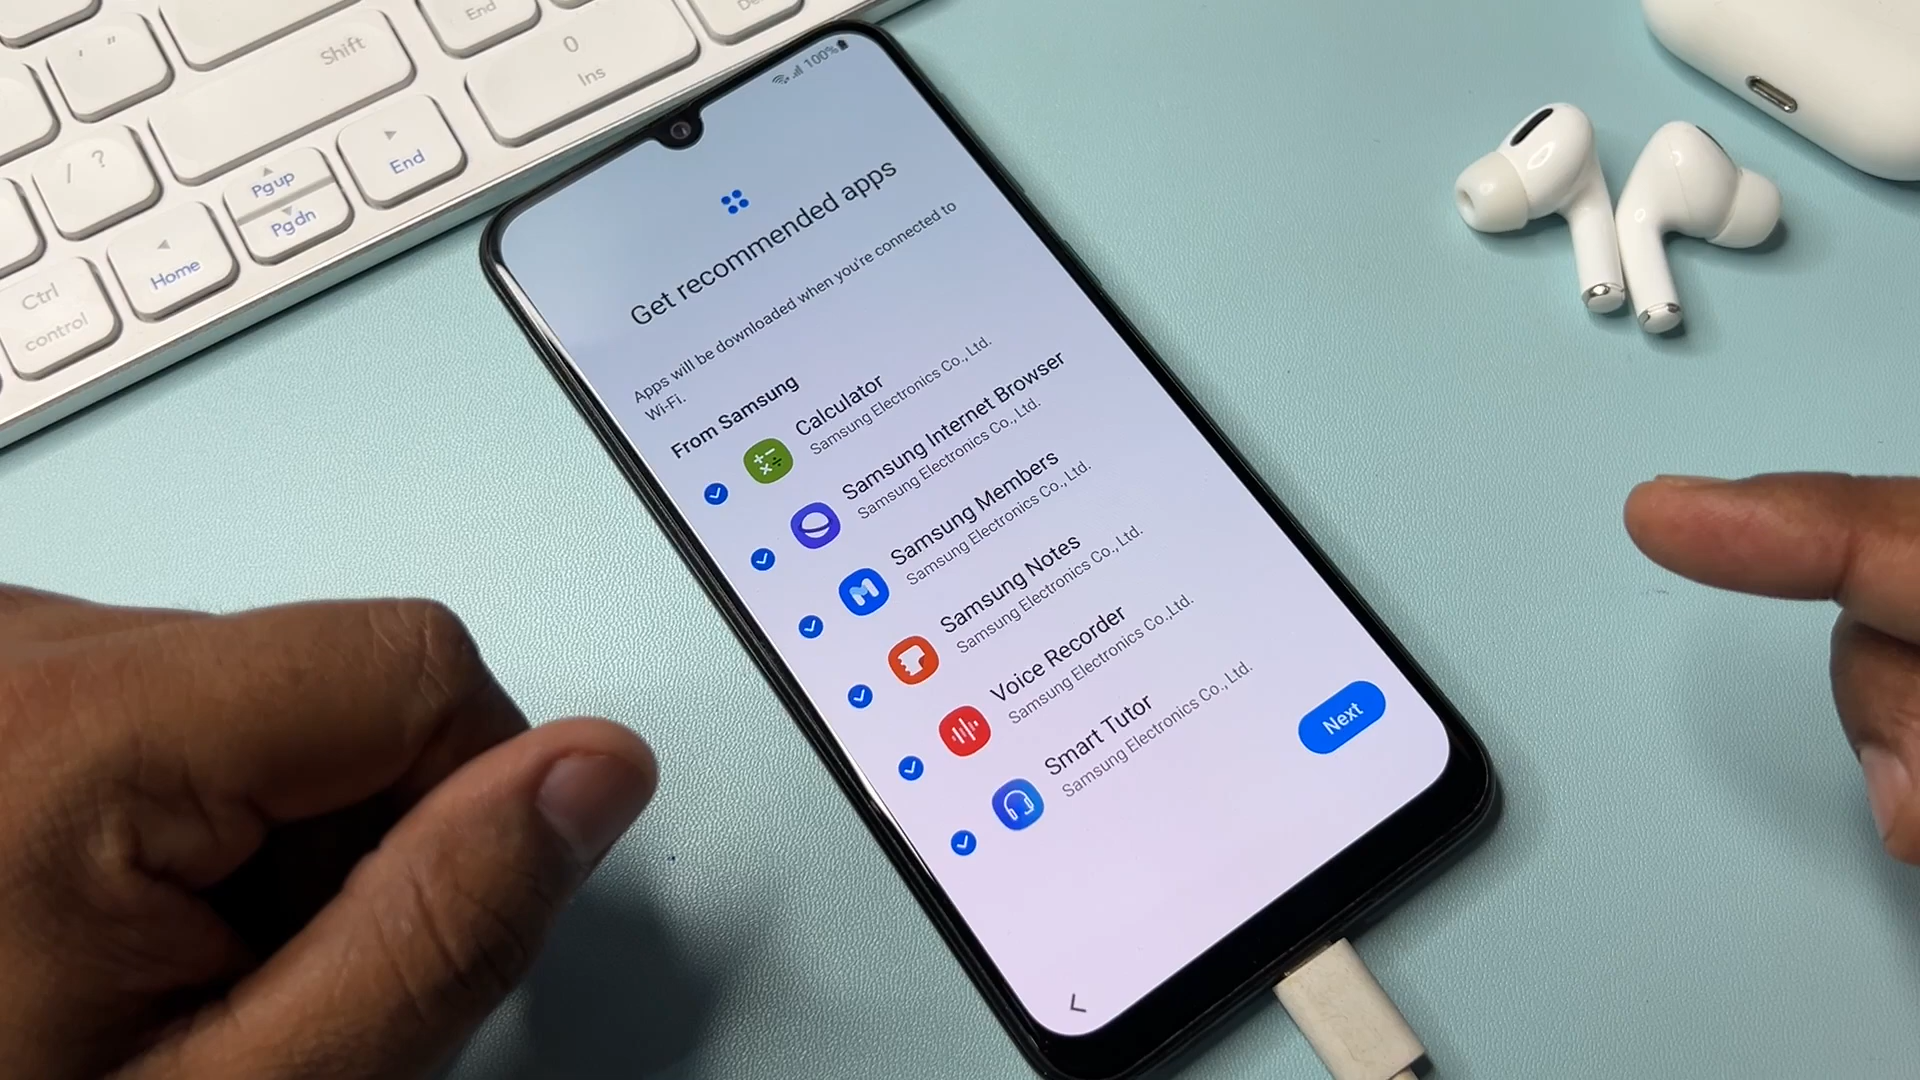 End
Shift
0
Ins
" '
/ ?
Pgup
Pgdn
End
Home
Ctrl
control
100%
Get recommended apps
Apps will be downloaded when you're connected to
Wi-Fi.
From Samsung
Calculator
Samsung Electronics Co., Ltd.
Samsung Internet Browser
Samsung Electronics Co., Ltd.
Samsung Members
Samsung Electronics Co., Ltd.
Samsung Notes
Samsung Electronics Co., Ltd.
Voice Recorder
Samsung Electronics Co., Ltd.
Smart Tutor
Samsung Electronics Co., Ltd.
Next